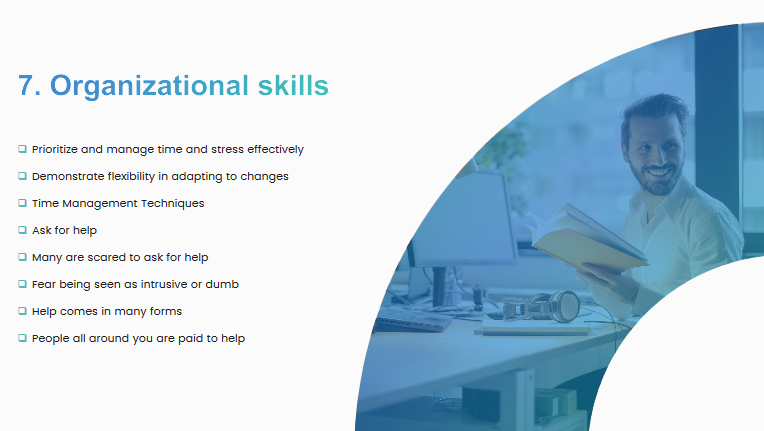 7. Organizational skills
❑ Prioritize and manage time and stress effectively
❑ Demonstrate flexibility in adapting to changes
❑ Time Management Techniques
❑ Ask for help
❑ Many are scared to ask for help
❑ Fear being seen as intrusive or dumb
❑ Help comes in many forms
❑ People all around you are paid to help